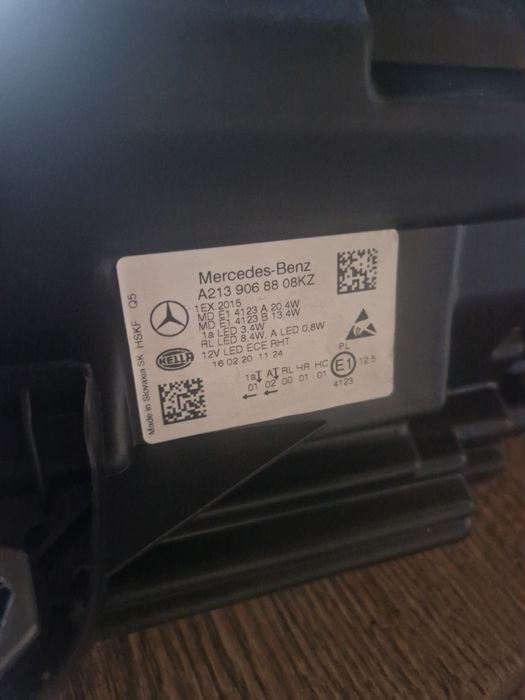 Mercedes-Benz
A213 906 88 08KZ
1EX 2015
MD E1 4123 A 20,4W
MD E1 4123 B 13,4W
1a LED 3,4W
RL LED 8,4W, A LED 0,8W
12V LED ECE RHT
16 02 20 11 24
HELLA
PL
1a A RL HR HC
01 02 00 01 01
E1
12,5
4123
Made in Slovaxia SK HSKF Q5